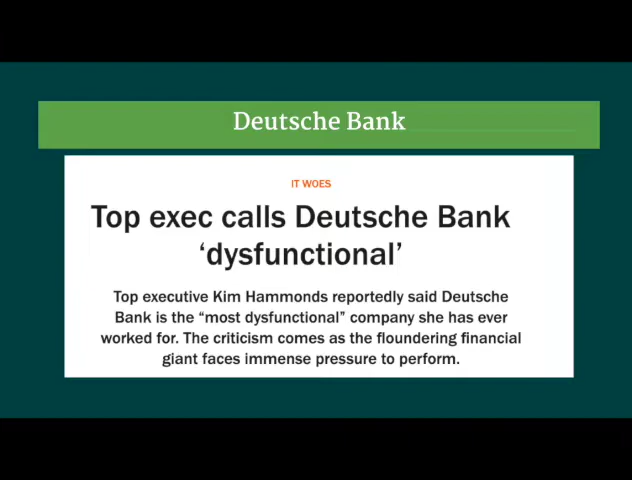 Deutsche Bank
IT WOES
Top exec calls Deutsche Bank
‘dysfunctional’
Top executive Kim Hammonds reportedly said Deutsche
Bank is the “most dysfunctional” company she has ever
worked for. The criticism comes as the floundering financial
giant faces immense pressure to perform.